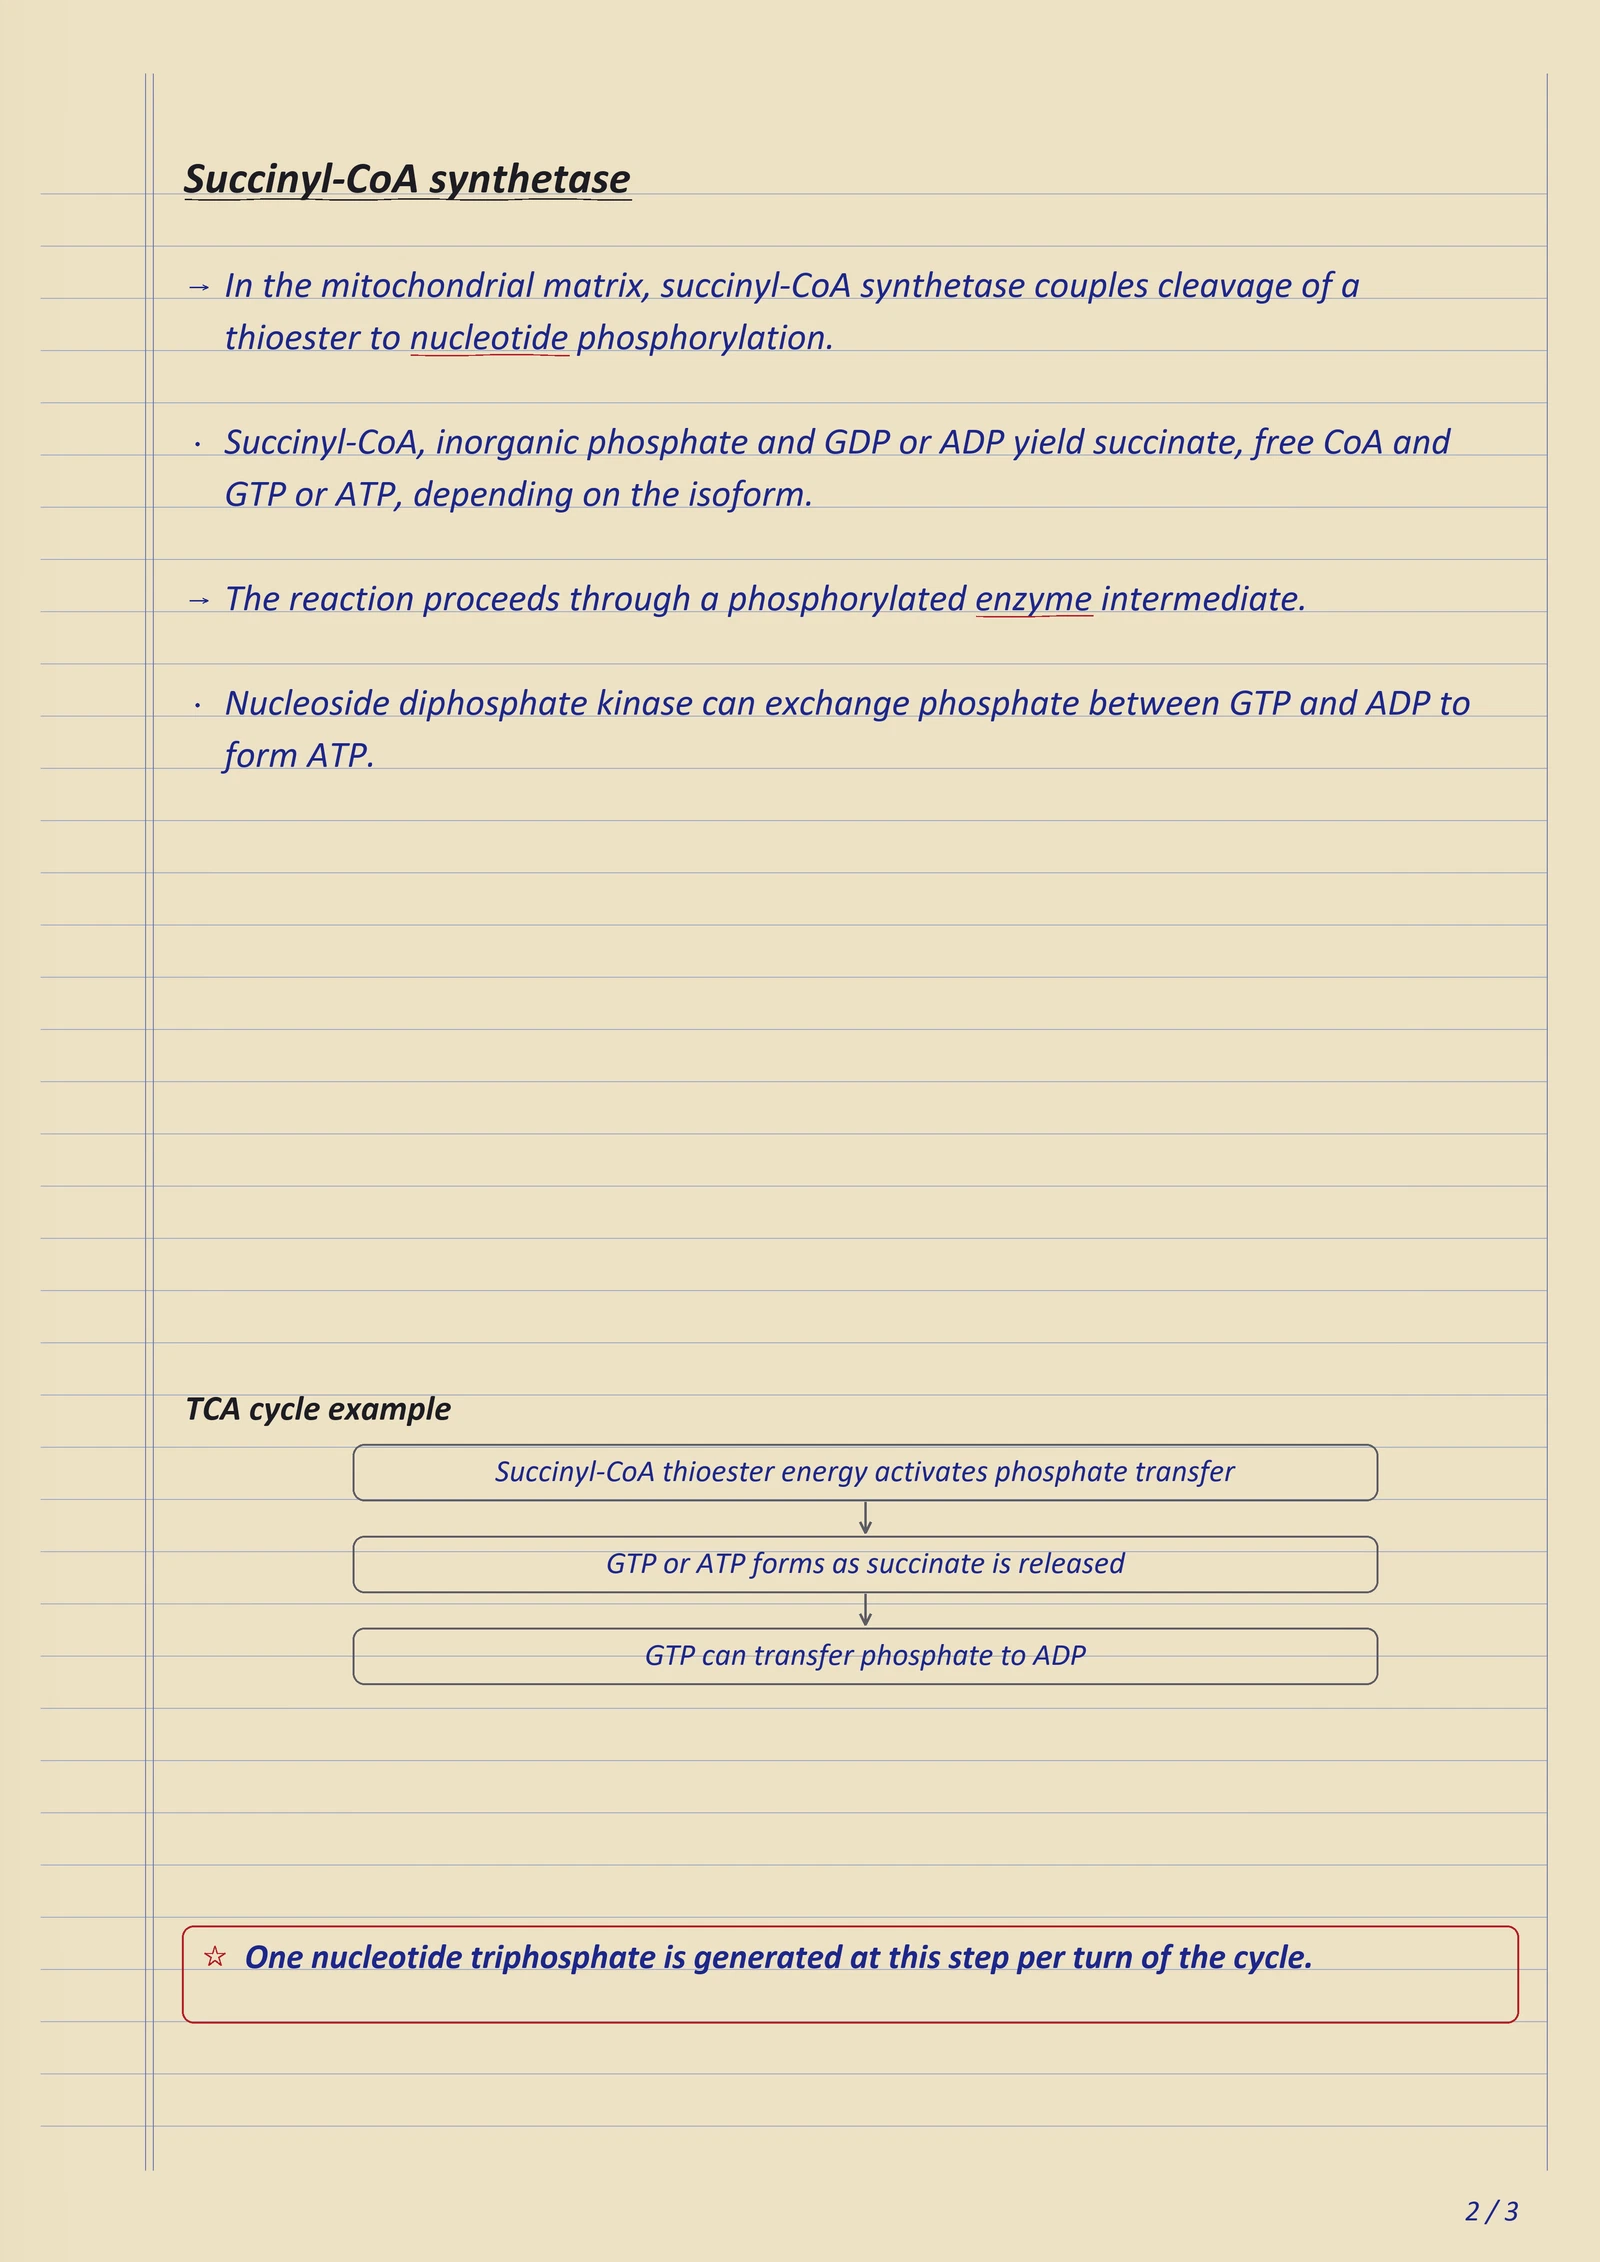 Succinyl-CoA synthetase
→ In the mitochondrial matrix, succinyl-CoA synthetase couples cleavage of a
thioester to nucleotide phosphorylation.
· Succinyl-CoA, inorganic phosphate and GDP or ADP yield succinate, free CoA and
GTP or ATP, depending on the isoform.
→ The reaction proceeds through a phosphorylated enzyme intermediate.
· Nucleoside diphosphate kinase can exchange phosphate between GTP and ADP to
form ATP.
TCA cycle example
Succinyl-CoA thioester energy activates phosphate transfer
GTP or ATP forms as succinate is released
GTP can transfer phosphate to ADP
☆ One nucleotide triphosphate is generated at this step per turn of the cycle.
2 / 3